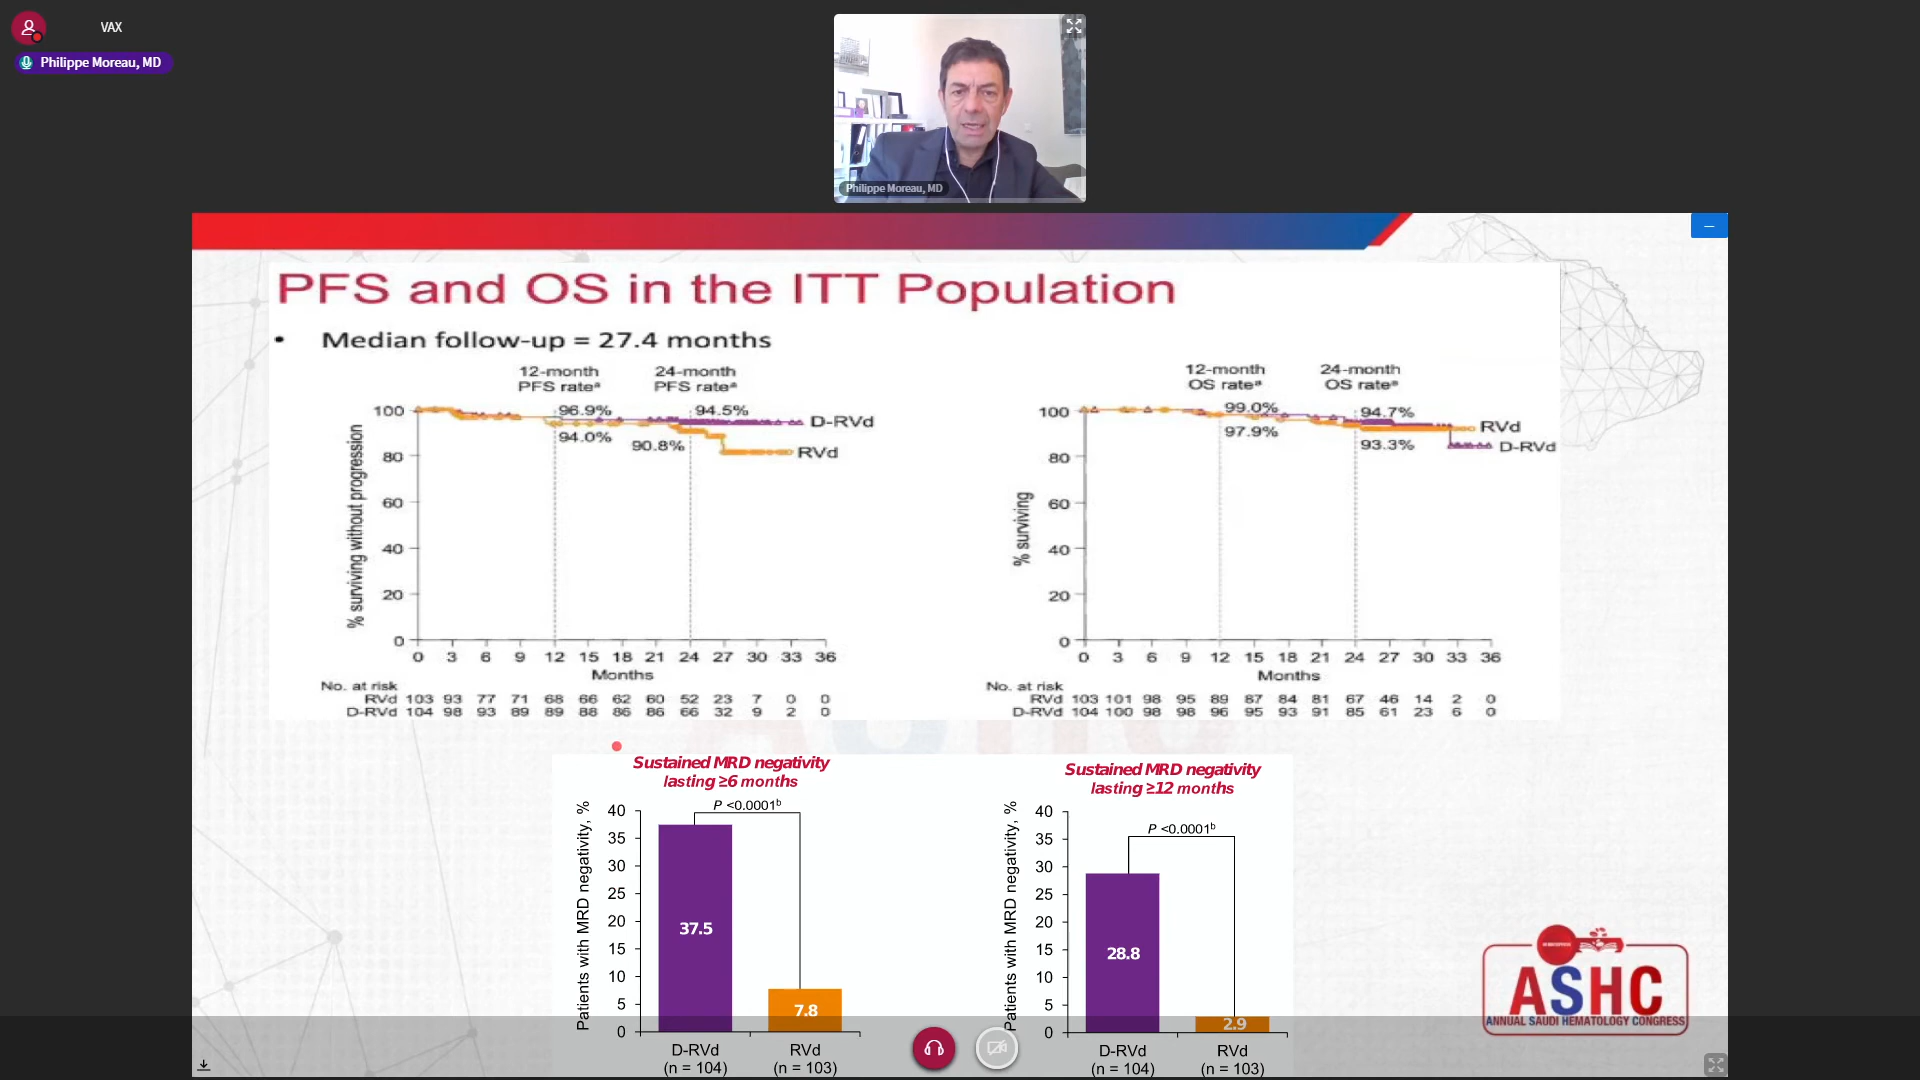 VAX
Philippe Moreau, MD
Philippe Moreau, MD
PFS and OS in the ITT Population
• Median follow-up = 27.4 months
12-month
PFS rateᵃ
24-month
PFS rateᵃ
100
80
60
40
20
0
% surviving without progression
96.9%
94.0%
94.5%
90.8%
D-RVd
RVd
0 3 6 9 12 15 18 21 24 27 30 33 36
Months
No. at risk
RVd 103 93 77 71 68 66 62 60 52 23 7 0 0
D-RVd 104 98 93 89 89 88 86 86 66 32 9 2 0
12-month
OS rateᵃ
24-month
OS rateᵃ
100
80
60
40
20
0
% surviving
99.0%
97.9%
94.7%
93.3%
RVd
D-RVd
0 3 6 9 12 15 18 21 24 27 30 33 36
Months
No. at risk
RVd 103 101 98 95 89 87 84 81 67 46 14 2 0
D-RVd 104 100 98 98 96 95 93 91 85 61 23 6 0
Sustained MRD negativity
lasting ≥6 months
P <0.0001ᵇ
Patients with MRD negativity, %
40
35
30
25
20
15
10
5
0
37.5
7.8
D-RVd
(n = 104)
RVd
(n = 103)
Sustained MRD negativity
lasting ≥12 months
P <0.0001ᵇ
Patients with MRD negativity, %
40
35
30
25
20
15
10
5
0
28.8
2.9
D-RVd
(n = 104)
RVd
(n = 103)
ASHC
ANNUAL SAUDI HEMATOLOGY CONGRESS